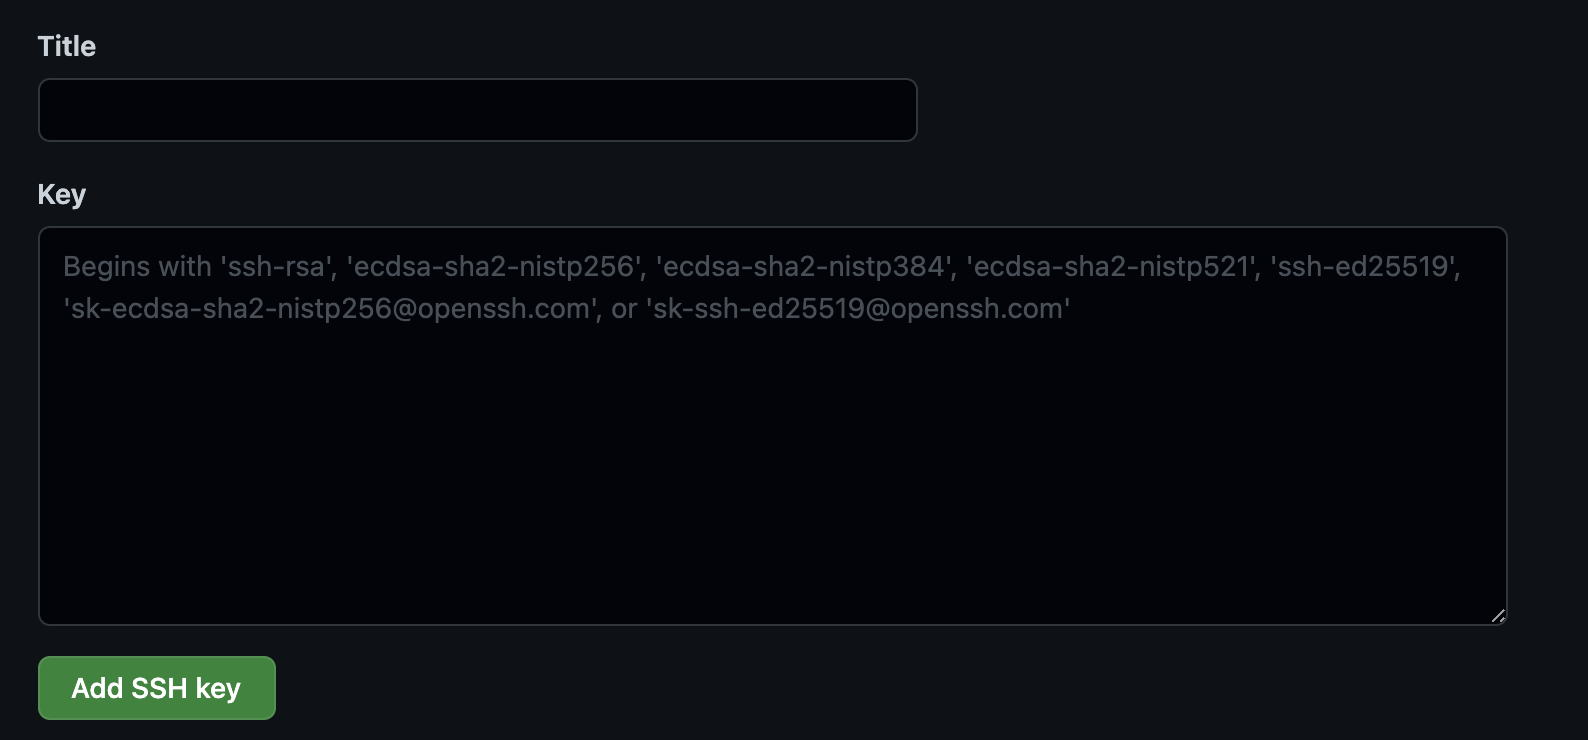 Title
Key
Begins with 'ssh-rsa', 'ecdsa-sha2-nistp256', 'ecdsa-sha2-nistp384', 'ecdsa-sha2-nistp521', 'ssh-ed25519',
'sk-ecdsa-sha2-nistp256@openssh.com', or 'sk-ssh-ed25519@openssh.com'
Add SSH key